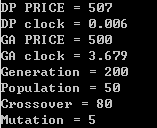 DP PRICE = 507
DP clock = 0.006
GA PRICE = 500
GA clock = 3.679
Generation = 200
Population = 50
Crossover = 80
Mutation = 5